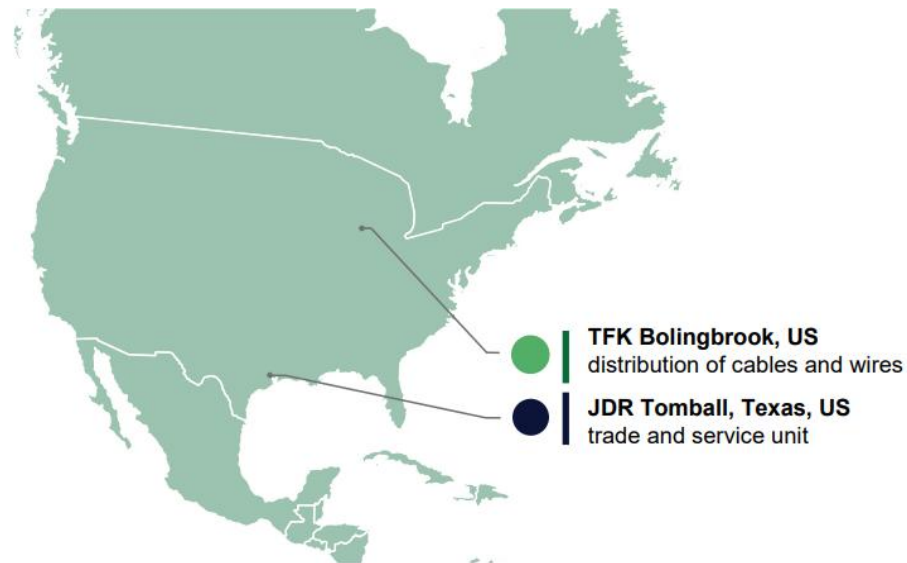 TFK Bolingbrook, US
distribution of cables and wires
JDR Tomball, Texas, US
trade and service unit